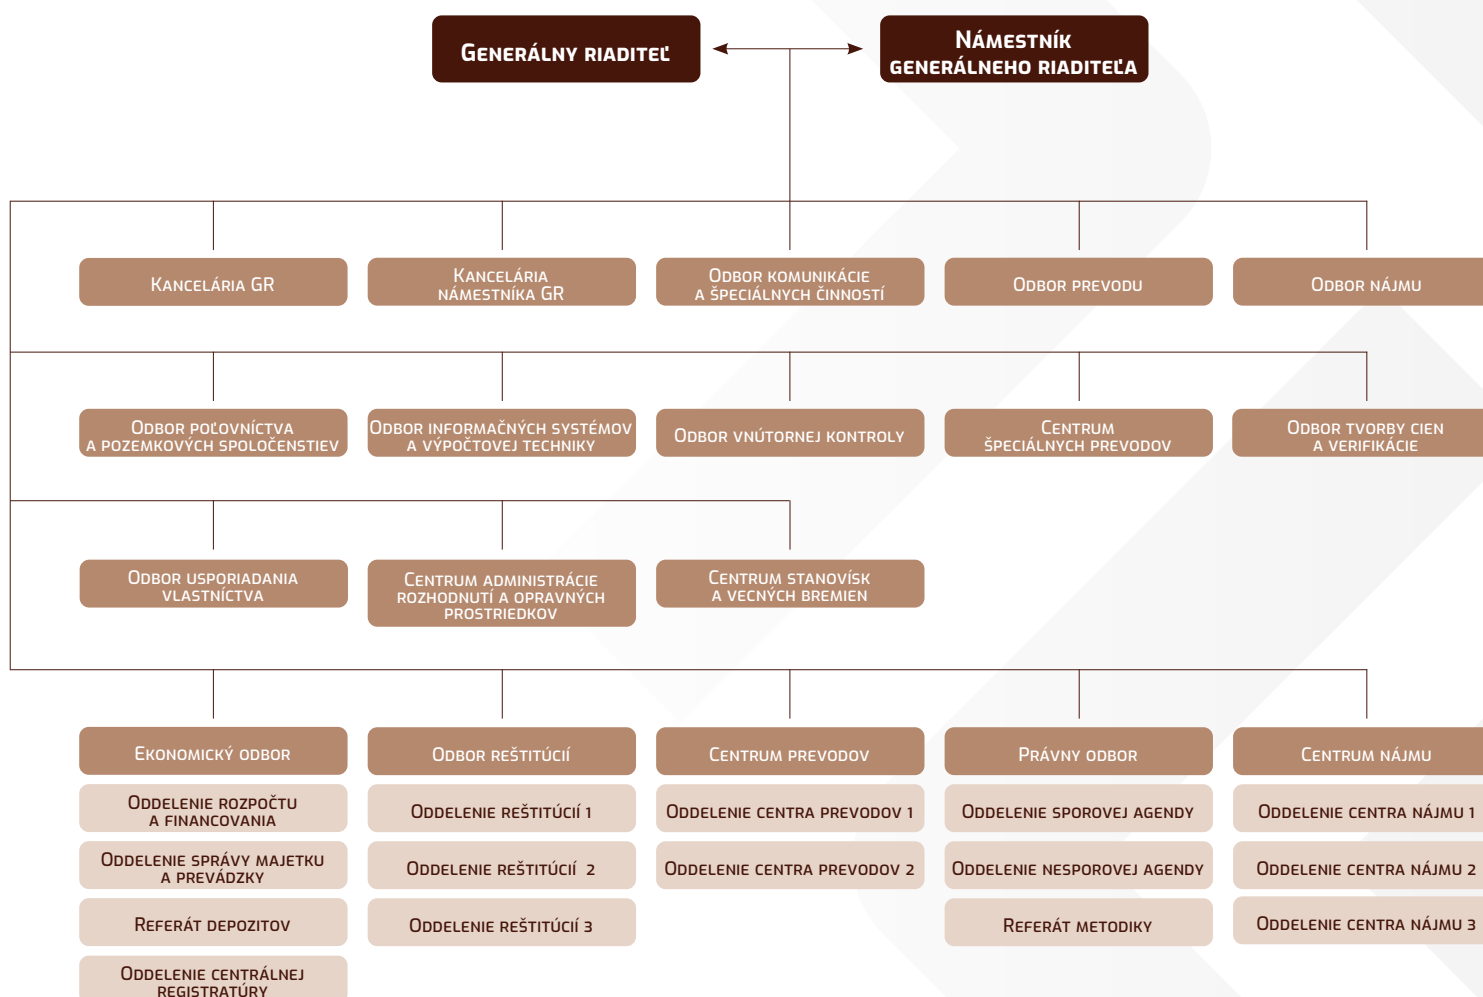 Generálny riaditeľ
Námestník
generálneho riaditeľa
Kancelária GR
Kancelária
námestníka GR
Odbor komunikácie
a špeciálnych činností
Odbor prevodu
Odbor nájmu
Odbor poľovníctva
a pozemkových spoločenstiev
Odbor informačných systémov
a výpočtovej techniky
Odbor vnútornej kontroly
Centrum
špeciálnych prevodov
Odbor tvorby cien
a verifikácie
Odbor usporiadania
vlastníctva
Centrum administrácie
rozhodnutí a opravných
prostriedkov
Centrum stanovísk
a vecných bremien
Ekonomický odbor
Oddelenie rozpočtu
a financovania
Oddelenie správy majetku
a prevádzky
Referát depozitov
Oddelenie centrálnej
registratúry
Odbor reštitúcií
Oddelenie reštitúcií 1
Oddelenie reštitúcií 2
Oddelenie reštitúcií 3
Centrum prevodov
Oddelenie centra prevodov 1
Oddelenie centra prevodov 2
Právny odbor
Oddelenie sporovej agendy
Oddelenie nesporovej agendy
Referát metodiky
Centrum nájmu
Oddelenie centra nájmu 1
Oddelenie centra nájmu 2
Oddelenie centra nájmu 3